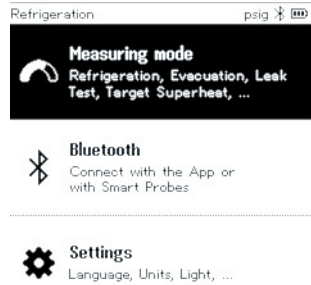 Refrigeration psig
Measuring mode
Refrigeration, Evacuation, Leak
Test, Target Superheat, ...
Bluetooth
Connect with the App or
with Smart Probes
Settings
Language, Units, Light, ...